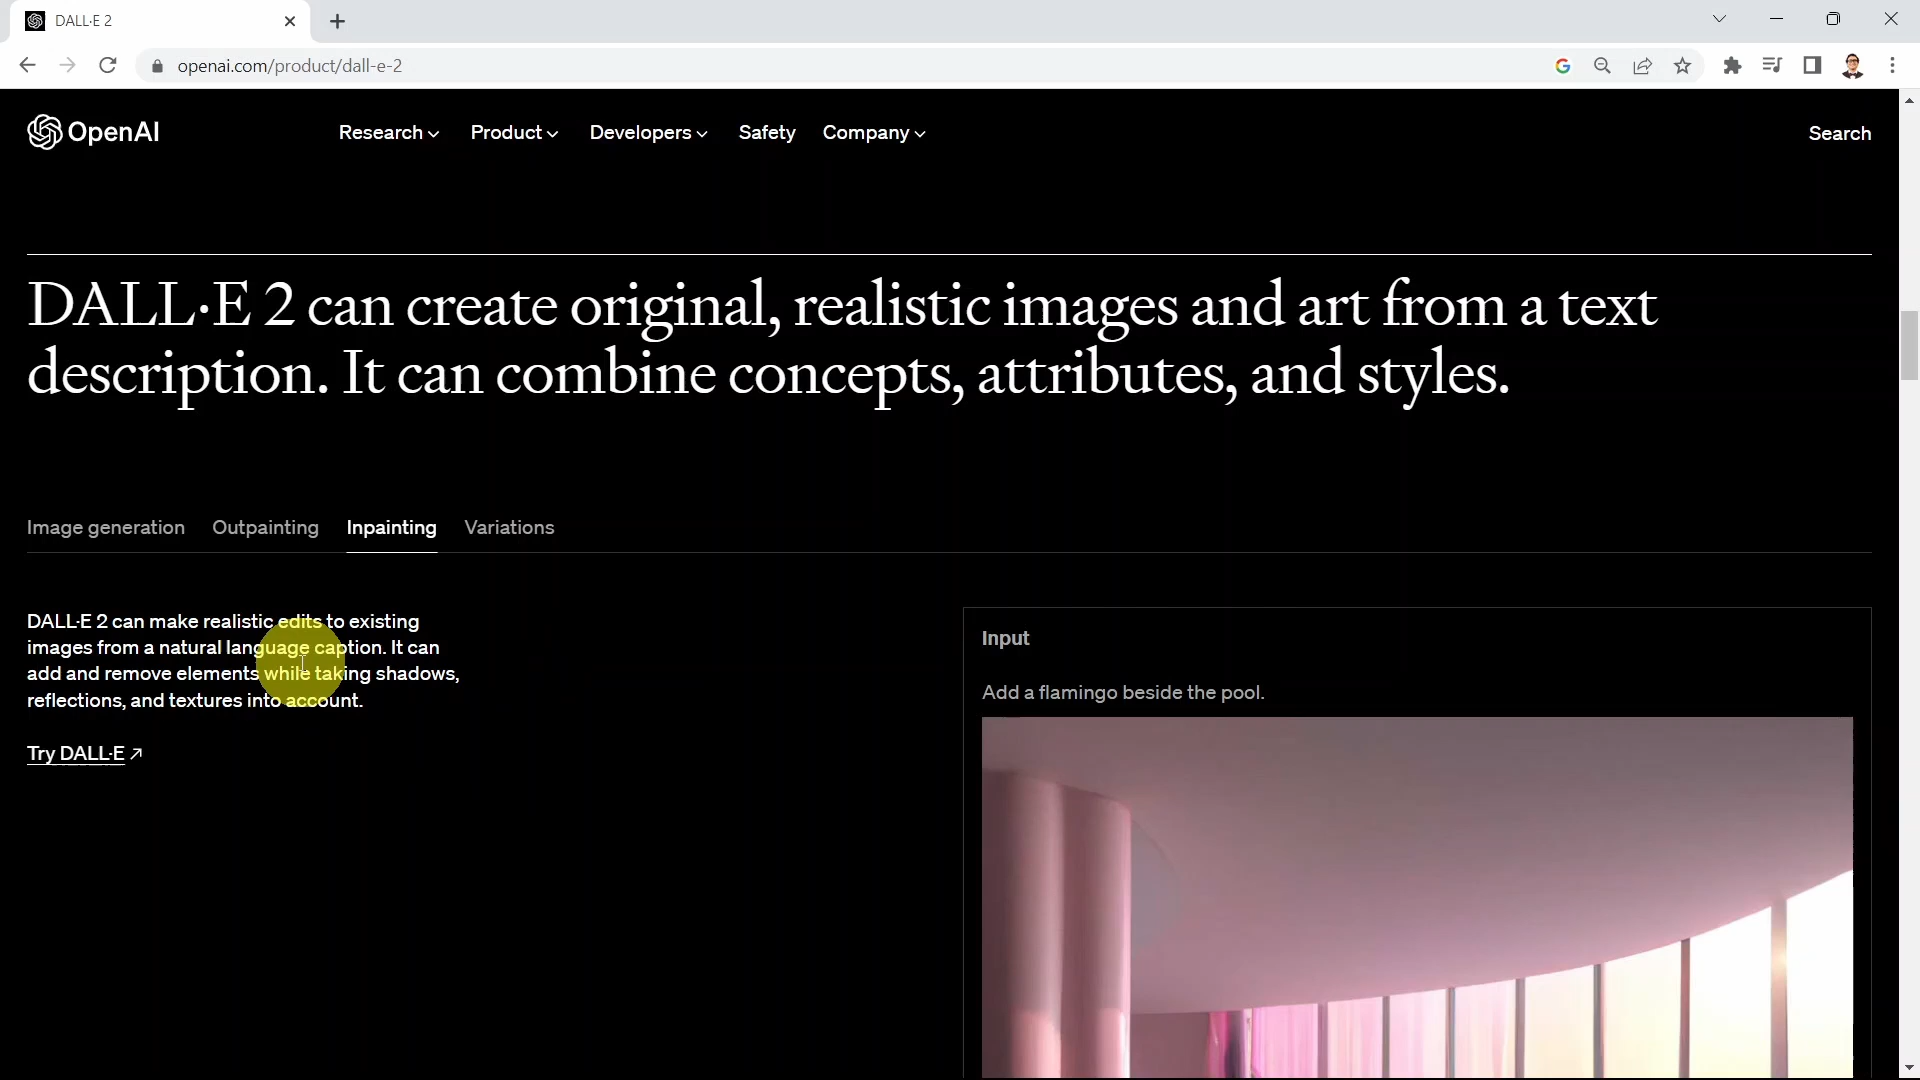 DALL·E 2
openai.com/product/dall-e-2
OpenAI
Research
Product
Developers
Safety
Company
Search
DALL·E 2 can create original, realistic images and art from a text
description. It can combine concepts, attributes, and styles.
Image generation
Outpainting
Inpainting
Variations
DALL·E 2 can make realistic edits to existing
images from a natural language caption. It can
add and remove elements while taking shadows,
reflections, and textures into account.
Try DALL·E ↗
Input
Add a flamingo beside the pool.